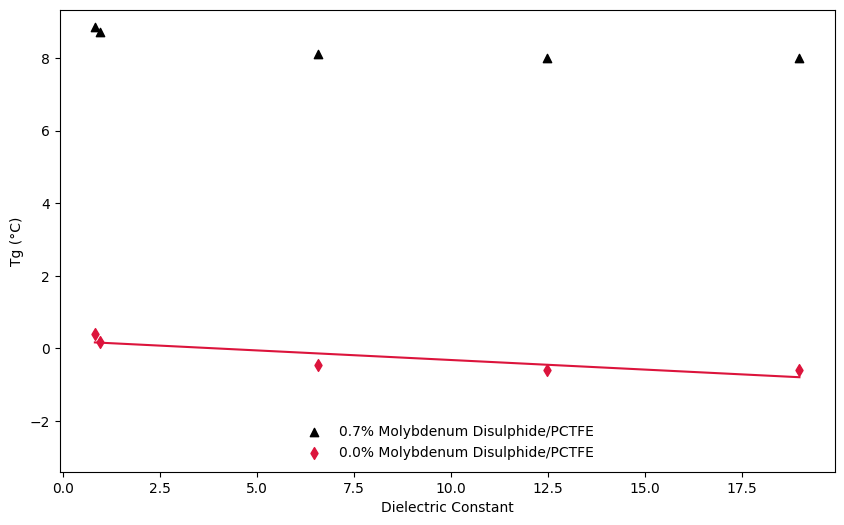 8
6
4
2
0
−2
Tg (°C)
0.7% Molybdenum Disulphide/PCTFE
0.0% Molybdenum Disulphide/PCTFE
0.0 2.5 5.0 7.5 10.0 12.5 15.0 17.5
Dielectric Constant